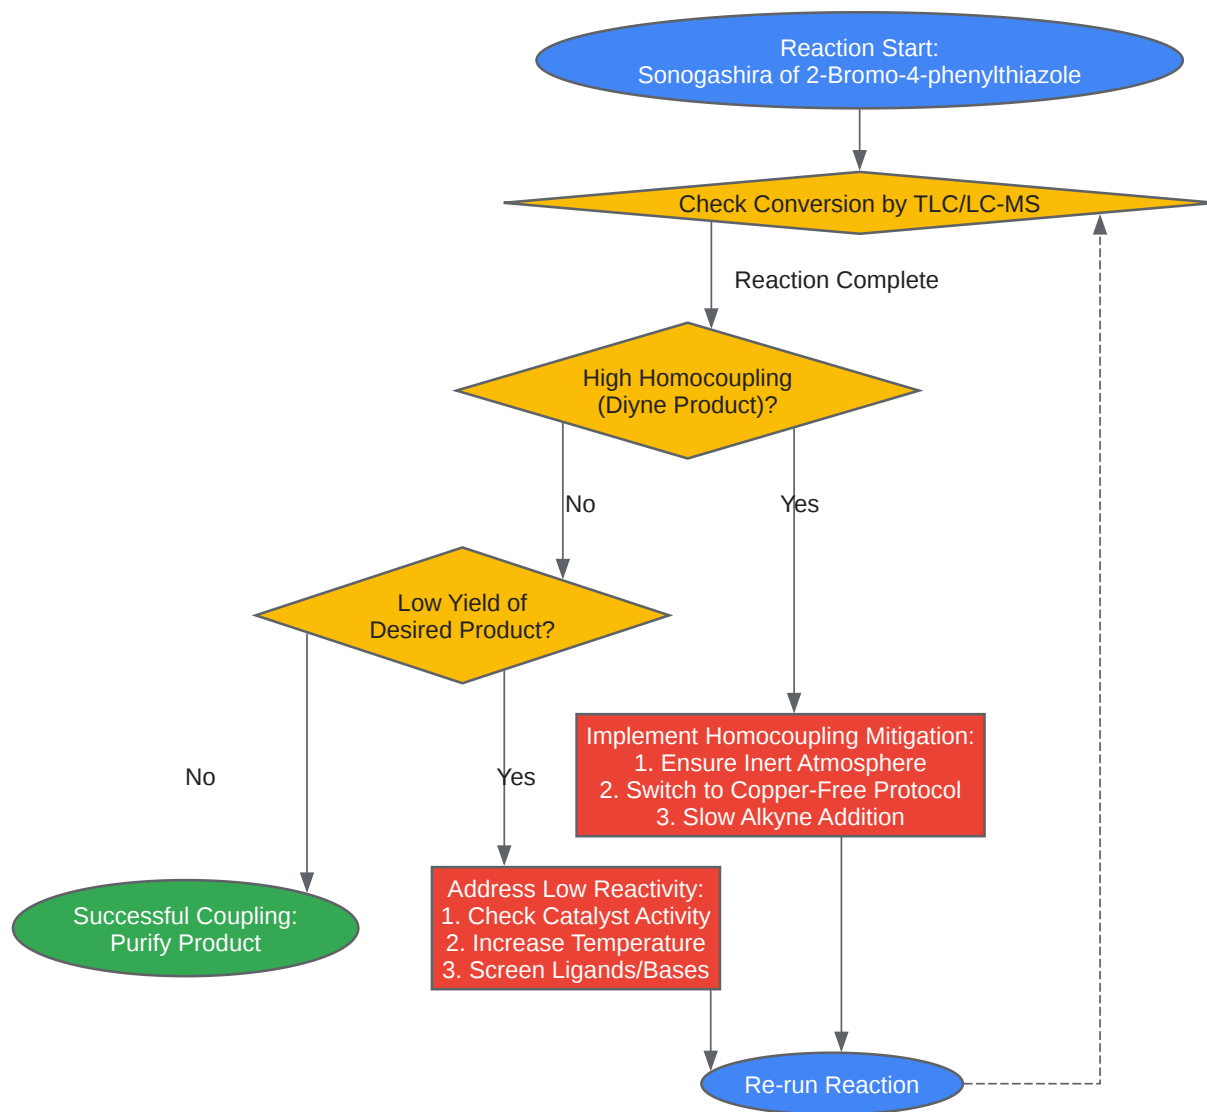 Reaction Start:
Sonogashira of 2-Bromo-4-phenylthiazole
Check Conversion by TLC/LC-MS
Reaction Complete
High Homocoupling
(Diyne Product)?
No
Yes
Low Yield of
Desired Product?
No
Yes
Implement Homocoupling Mitigation:
1. Ensure Inert Atmosphere
2. Switch to Copper-Free Protocol
3. Slow Alkyne Addition
Successful Coupling:
Purify Product
Address Low Reactivity:
1. Check Catalyst Activity
2. Increase Temperature
3. Screen Ligands/Bases
Re-run Reaction